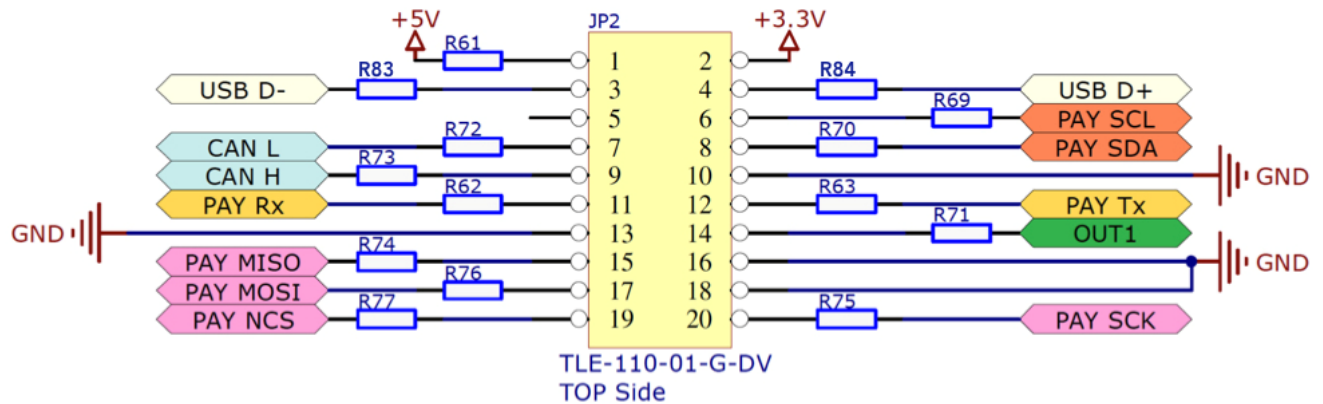 +5V JP2 +3.3V
R61 1 2
USB D- R83 3 4 R84 USB D+
5 6 R69 PAY SCL
CAN L R72 7 8 R70 PAY SDA
CAN H R73 9 10 GND
PAY Rx R62 11 12 R63 PAY Tx
GND 13 14 R71 OUT1
PAY MISO R74 15 16 GND
PAY MOSI R76 17 18
PAY NCS R77 19 20 R75 PAY SCK
TLE-110-01-G-DV
TOP Side